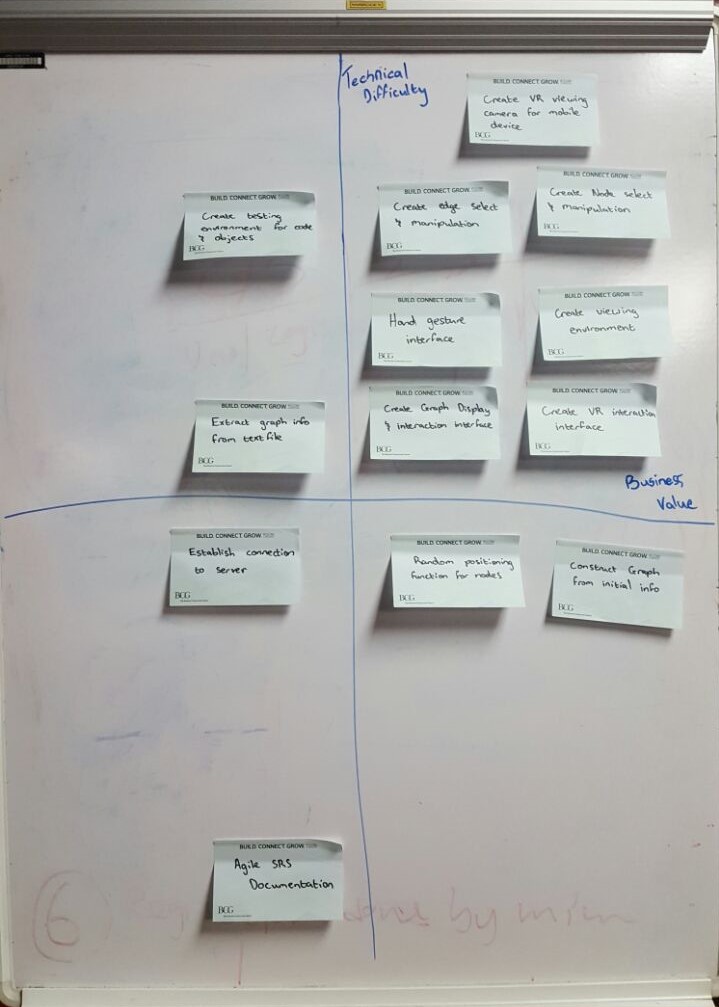 Technical
Difficulty
BUILD CONNECT GROW
Create VR viewing
camera for mobile
device
BCG
BUILD CONNECT GROW
Create testing
environment for code
& objects
BCG
BUILD CONNECT GROW
Create edge select
& manipulation
BCG
BUILD CONNECT GROW
Create Node select
& manipulation
BCG
BUILD CONNECT GROW
Hand gesture
interface
BCG
BUILD CONNECT GROW
Create viewing
environment
BCG
BUILD CONNECT GROW
Extract graph info
from text file
BCG
BUILD CONNECT GROW
Create Graph Display
& interaction interface
BCG
BUILD CONNECT GROW
Create VR interaction
interface
BCG
Business
Value
BUILD CONNECT GROW
Establish connection
to server
BCG
BUILD CONNECT GROW
Random positioning
function for nodes
BCG
BUILD CONNECT GROW
Construct Graph
from initial info
BCG
BUILD CONNECT GROW
Agile SRS
Documentation
BCG
6
by